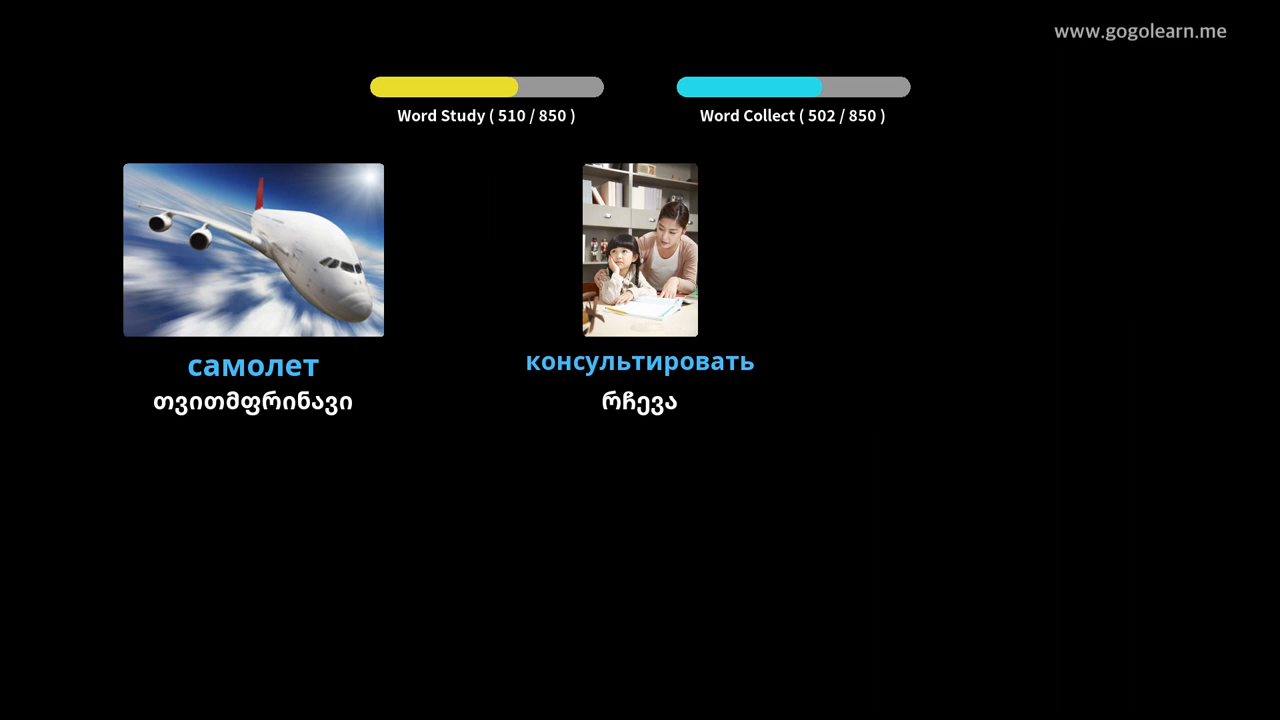 www.gogolearn.me
Word Study ( 510 / 850 )
Word Collect ( 502 / 850 )
самолет
თვითმფრინავი
консультировать
რჩევა